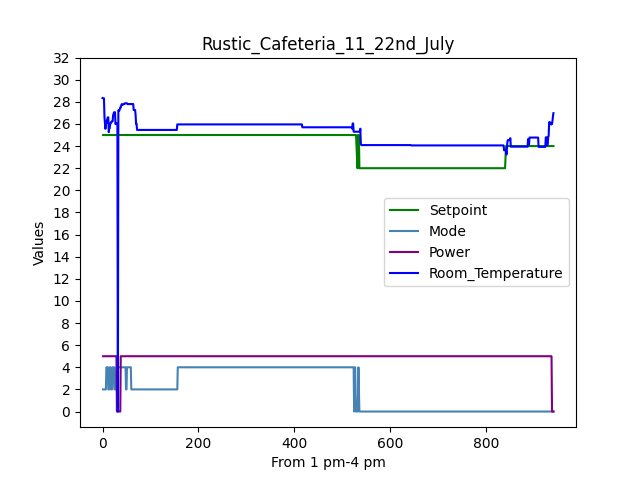 Rustic_Cafeteria_11_22nd_July
32
30
28
26
24
22
20
18
16
14
12
10
8
6
4
2
0
Values
Setpoint
Mode
Power
Room_Temperature
0 200 400 600 800
From 1 pm-4 pm